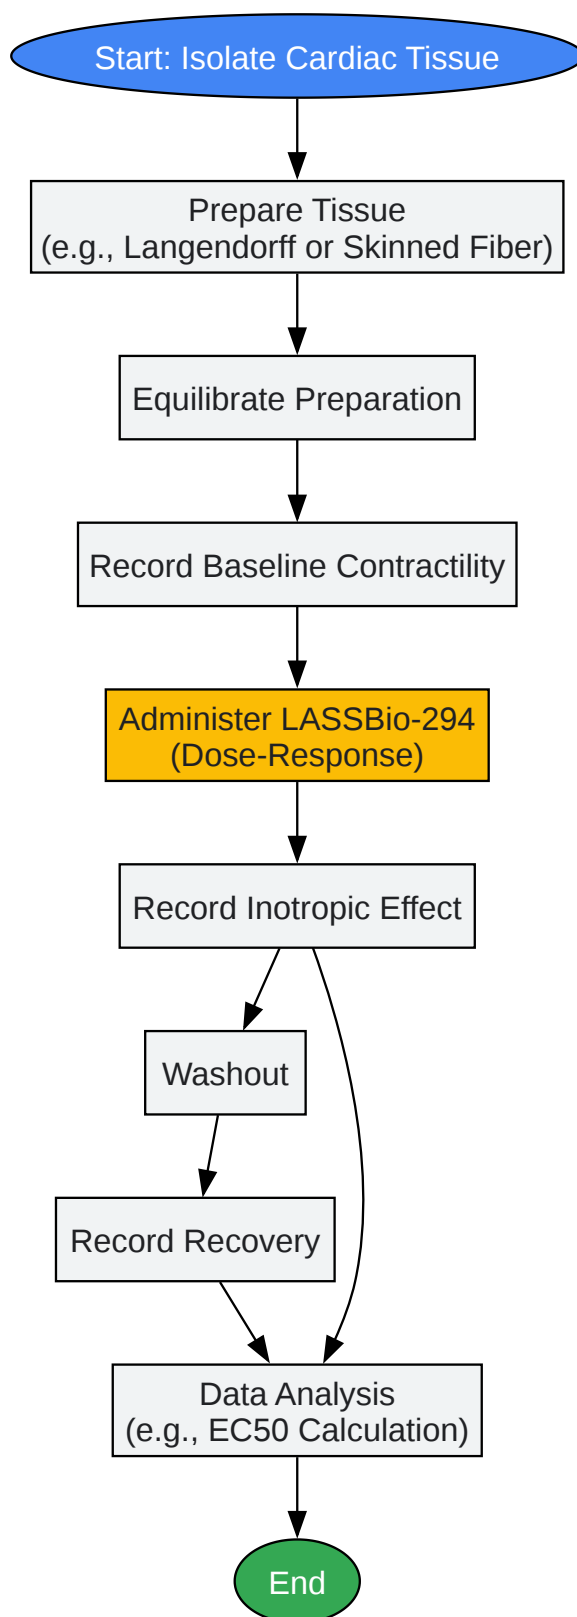 Start: Isolate Cardiac Tissue
Prepare Tissue
(e.g., Langendorff or Skinned Fiber)
Equilibrate Preparation
Record Baseline Contractility
Administer LASSBio-294
(Dose-Response)
Record Inotropic Effect
Washout
Record Recovery
Data Analysis
(e.g., EC50 Calculation)
End